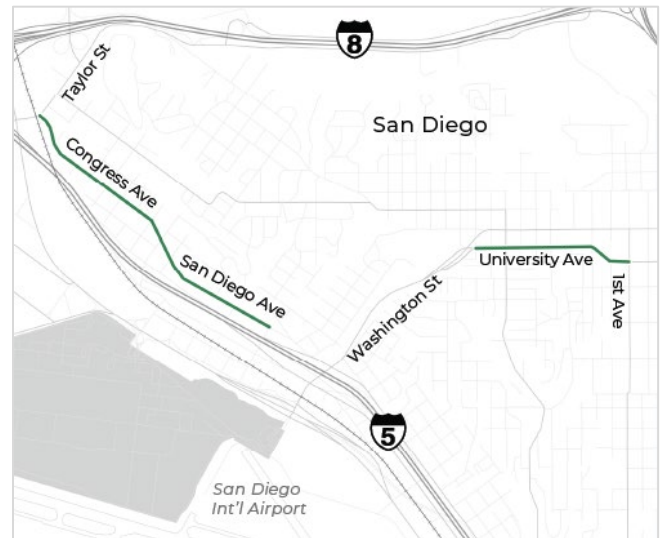 8
Taylor St
San Diego
Congress Ave
San Diego Ave
University Ave
1st Ave
Washington St
5
San Diego
Int'l Airport